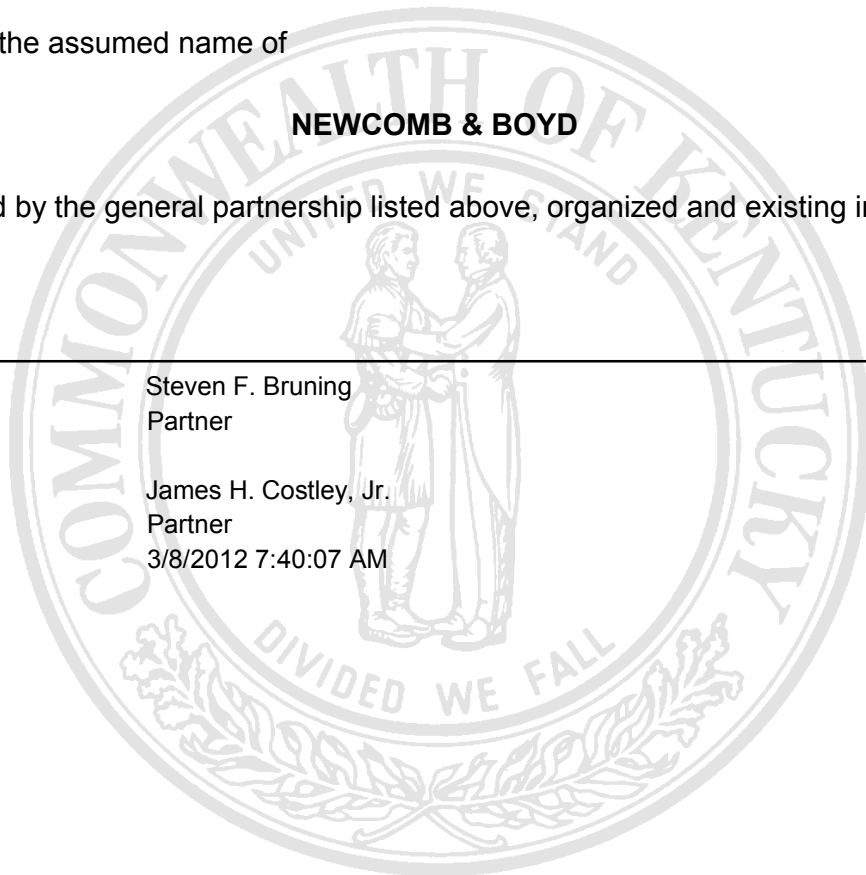 the assumed name of
NEWCOMB & BOYD
by the general partnership listed above, organized and existing
Steven F. Bruning
Partner
James H. Costley, Jr.
Partner
3/8/2012 7:40:07 AM
COMMONWEALTH OF KENTUCKY
UNITED WE STAND
DIVIDED WE FALL